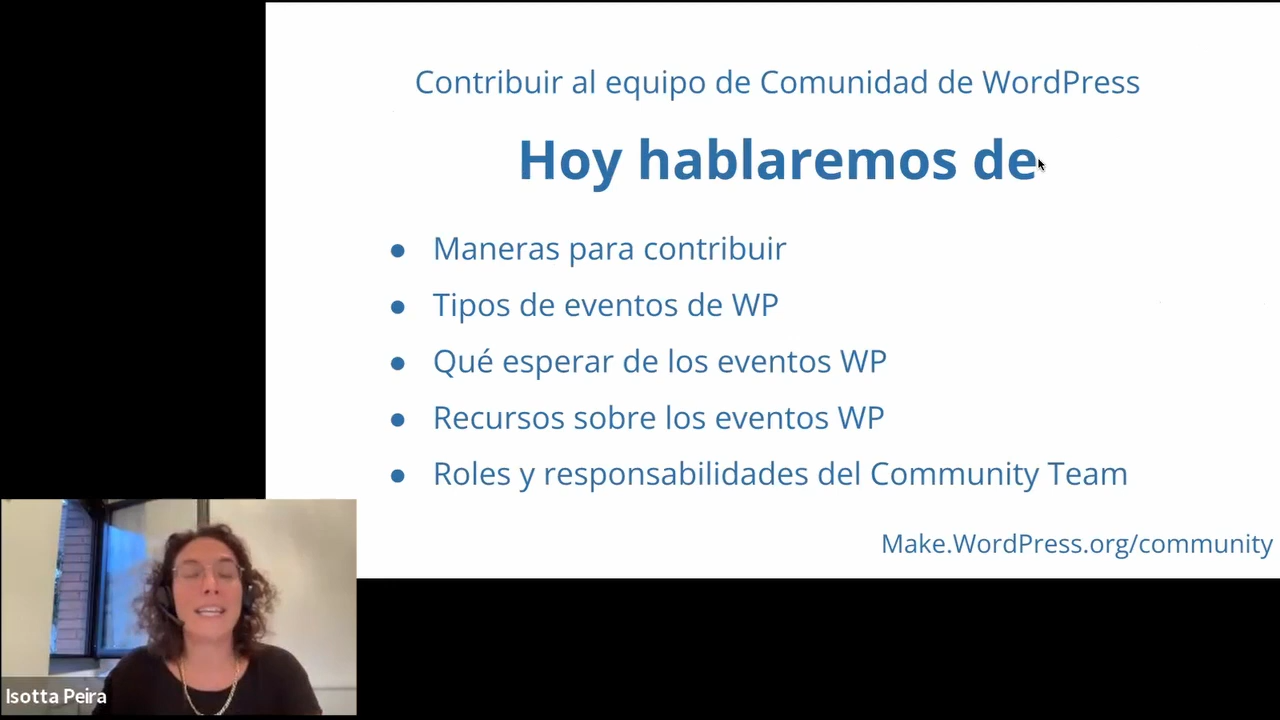 Contribuir al equipo de Comunidad de WordPress
Hoy hablaremos de
● Maneras para contribuir
● Tipos de eventos de WP
● Qué esperar de los eventos WP
● Recursos sobre los eventos WP
● Roles y responsabilidades del Community Team
Make.WordPress.org/community
Isotta Peira